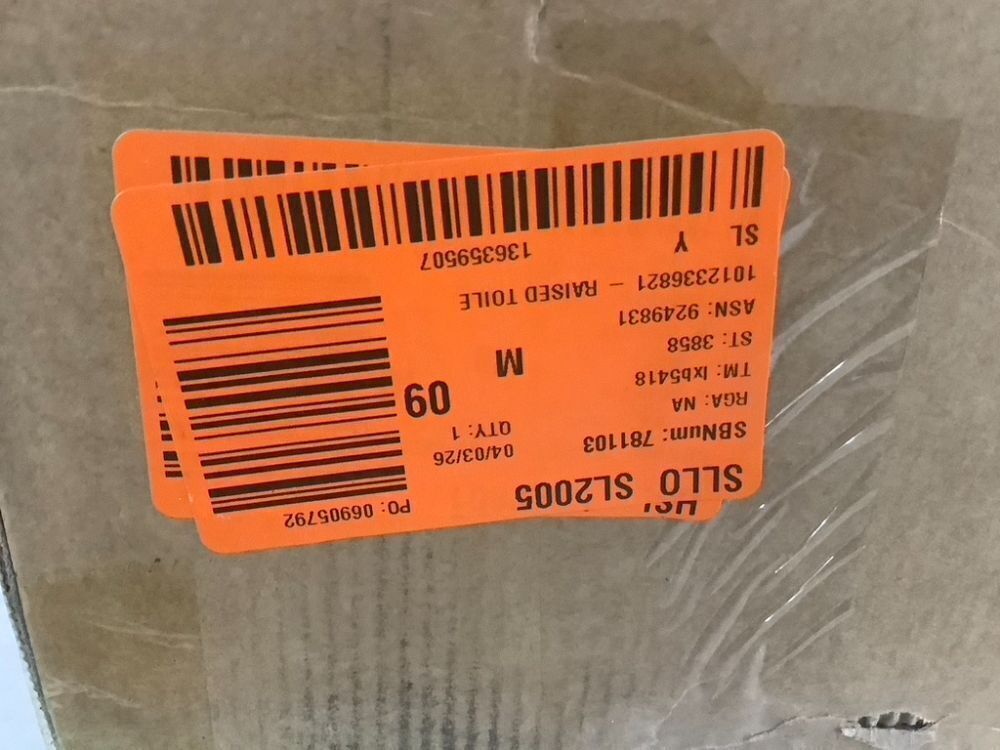 SLLO SL2005
PO: 06905792
SBNum: 781103
04/03/26
RGA: NA
QTY: 1
TM: lxb5418
60
ST: 3858
M
ASN: 9249831
1012336821 - RAISED TOILE
SL Y 136359507